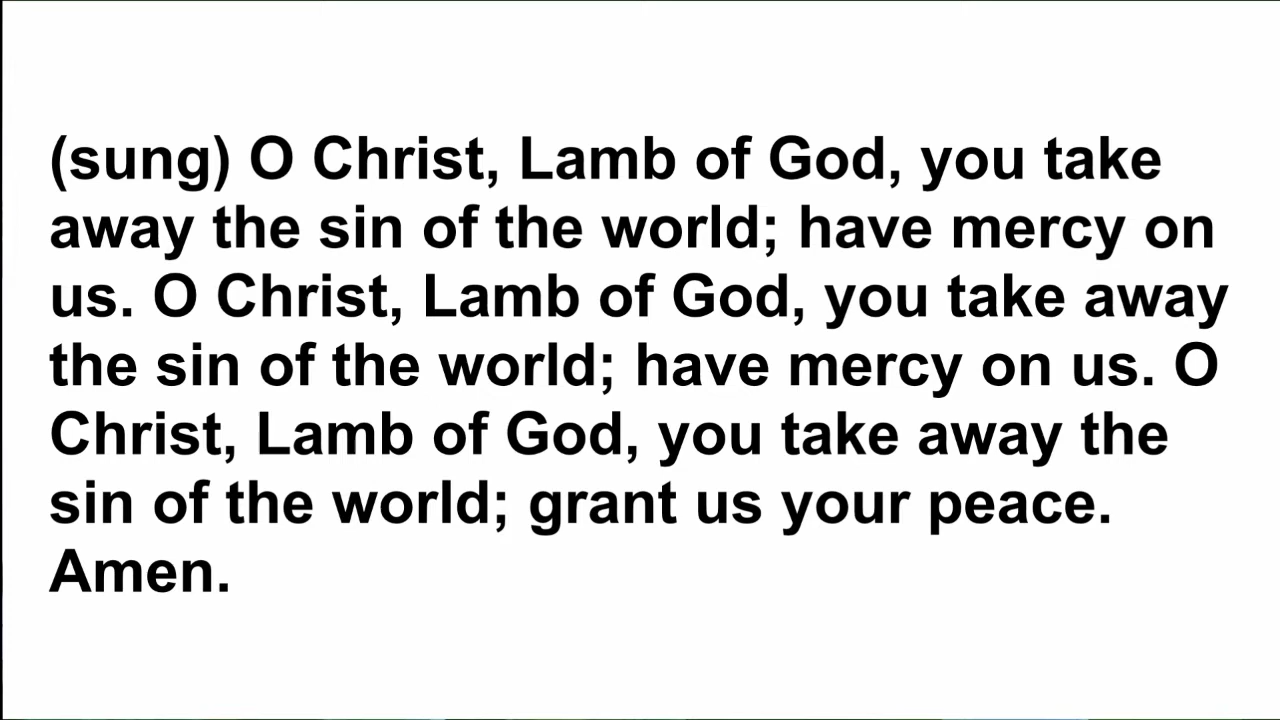 (sung) O Christ, Lamb of God, you take
away the sin of the world; have mercy on
us. O Christ, Lamb of God, you take away
the sin of the world; have mercy on us. O
Christ, Lamb of God, you take away the
sin of the world; grant us your peace.
Amen.